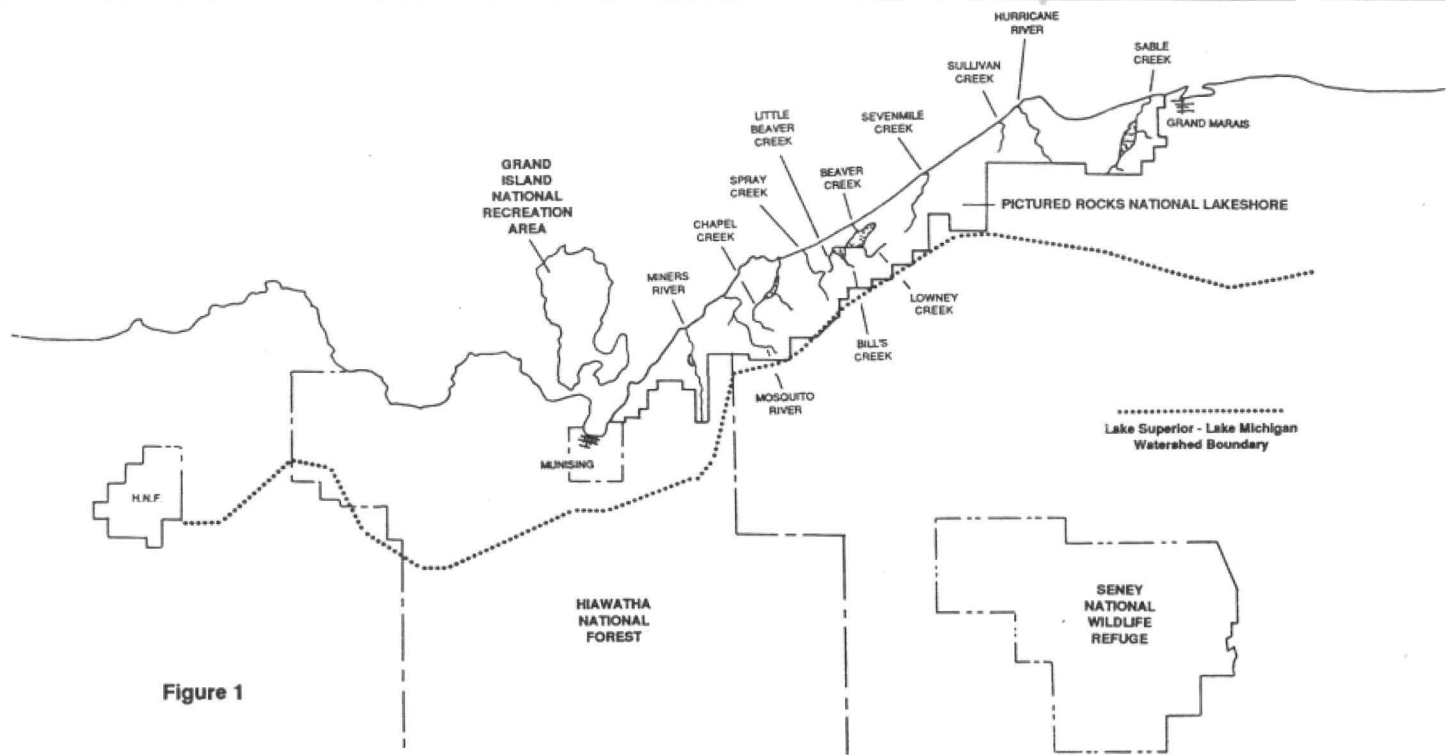 HURRICANE
RIVER
SABLE
CREEK
SULLIVAN
CREEK
LITTLE
BEAVER
CREEK
SEVENMILE
CREEK
GRAND MARAIS
GRAND
ISLAND
NATIONAL
RECREATION
AREA
SPRAY
CREEK
BEAVER
CREEK
PICTURED ROCKS NATIONAL LAKESHORE
CHAPEL
CREEK
MINERS
RIVER
LOWNEY
CREEK
BILL'S
CREEK
MOSQUITO
RIVER
Lake Superior - Lake Michigan
Watershed Boundary
MUNISING
H.N.F.
HIAWATHA
NATIONAL
FOREST
SENEY
NATIONAL
WILDLIFE
REFUGE
Figure 1